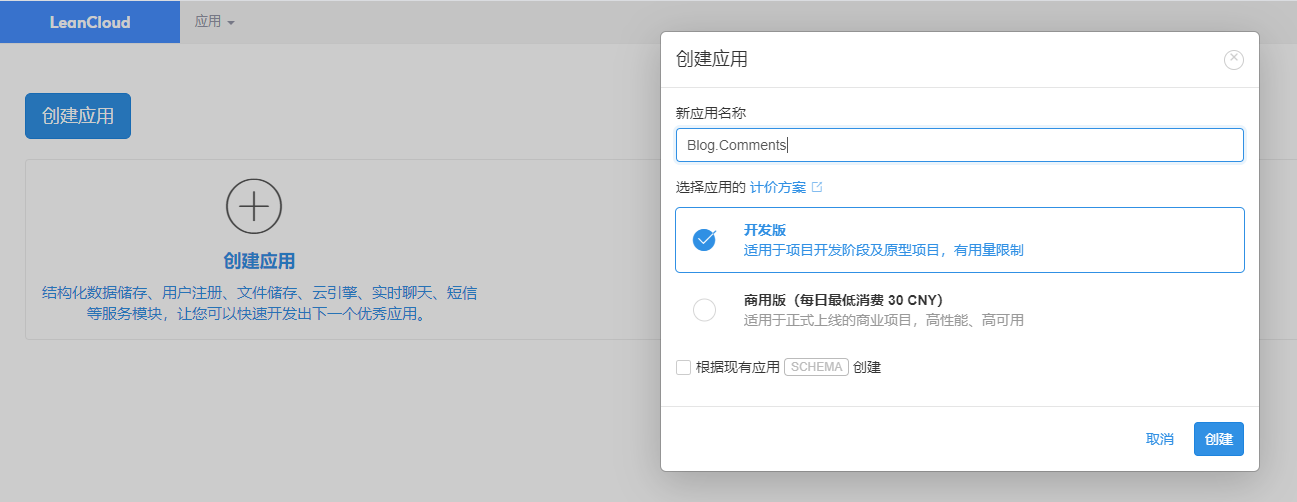 LeanCloud
应用
创建应用
创建应用
结构化数据储存、用户注册、文件储存、云引擎、实时聊天、短信
等服务模块，让您可以快速开发出下一个优秀应用。
创建应用
新应用名称
Blog.Comments
选择应用的 计价方案
开发版
适用于项目开发阶段及原型项目，有用量限制
商用版（每日最低消费 30 CNY）
适用于正式上线的商业项目，高性能、高可用
根据现有应用 SCHEMA 创建
取消 创建